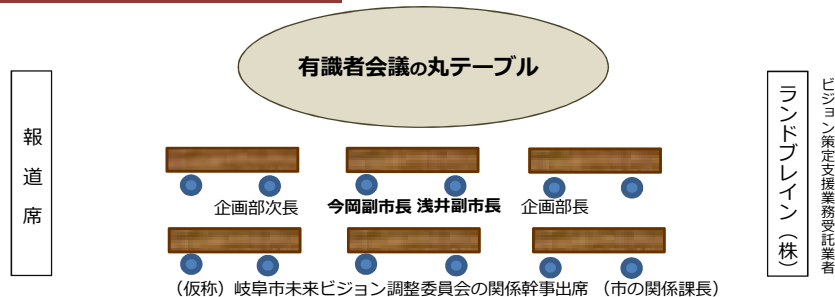 有識者会議の丸テーブル
報道席
ランドブレイン（株）
ビジョン策定支援業務受託業者
企画部次長 今岡副市長 浅井副市長 企画部長
（仮称）岐阜市未来ビジョン調整委員会の関係幹事出席 （市の関係課長）